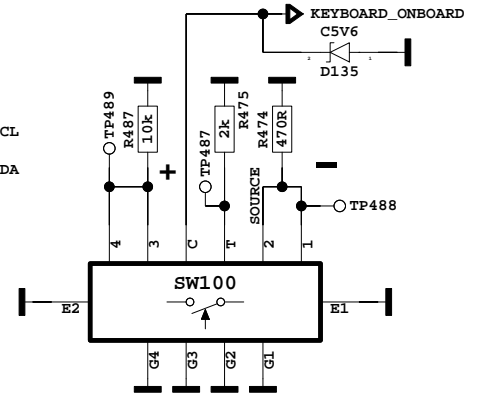 KEYBOARD_ONBOARD
C5V6
2
1
D135
CL
DA
TP489
R487
10k
+
TP487
2k
R475
R474
470R
SOURCE
-
TP488
4
3
C
T
2
1
SW100
E2
E1
G4
G3
G2
G1